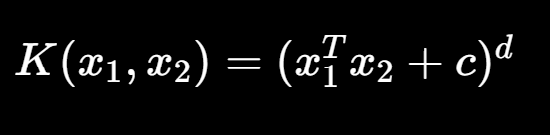 K(x₁, x₂) = (x₁ᵀx₂ + c)ᵈ